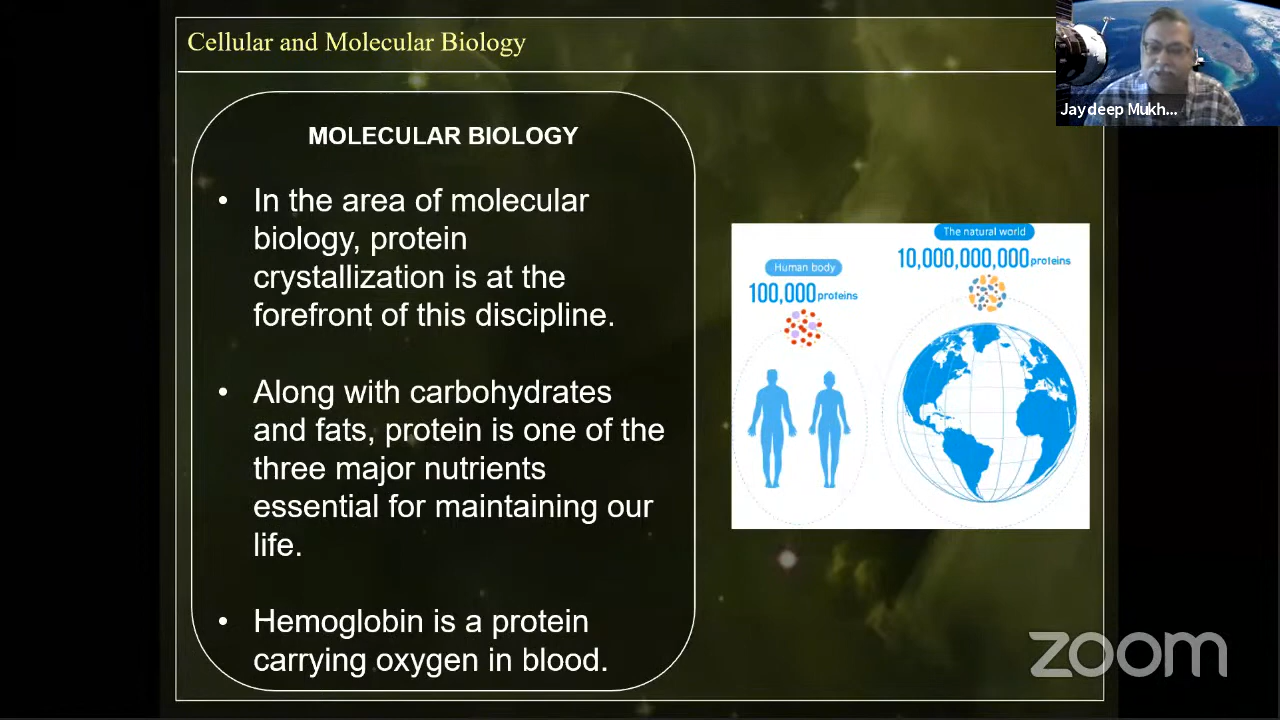 Cellular and Molecular Biology
Jaydeep Mukh...
MOLECULAR BIOLOGY
• In the area of molecular
biology, protein
crystallization is at the
forefront of this discipline.
• Along with carbohydrates
and fats, protein is one of the
three major nutrients
essential for maintaining our
life.
• Hemoglobin is a protein
carrying oxygen in blood.
The natural world
10,000,000,000 proteins
Human body
100,000 proteins
zoom